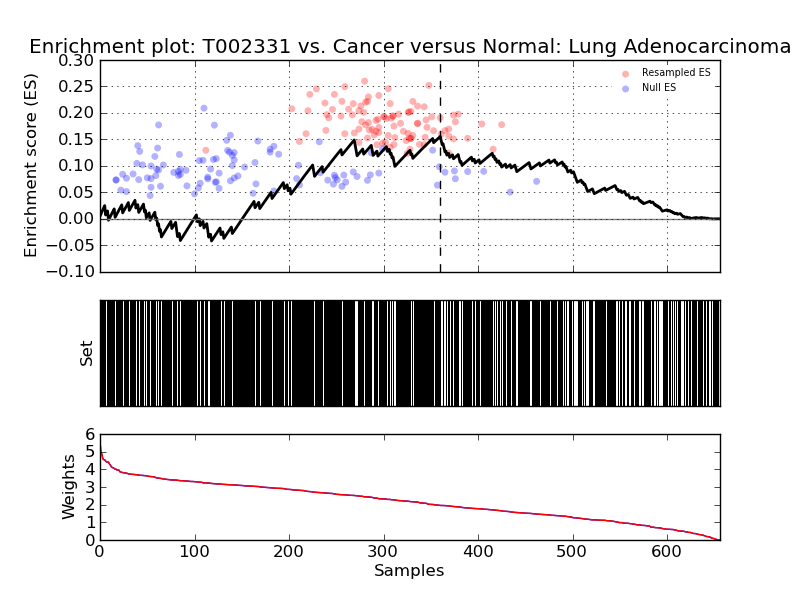 Enrichment plot: T002331 vs. Cancer versus Normal: Lung Adenocarcinoma
Enrichment score (ES)
0.30
0.25
0.20
0.15
0.10
0.05
0.00
−0.05
−0.10
Resampled ES
Null ES
Set
Weights
6
5
4
3
2
1
0
0 100 200 300 400 500 600
Samples